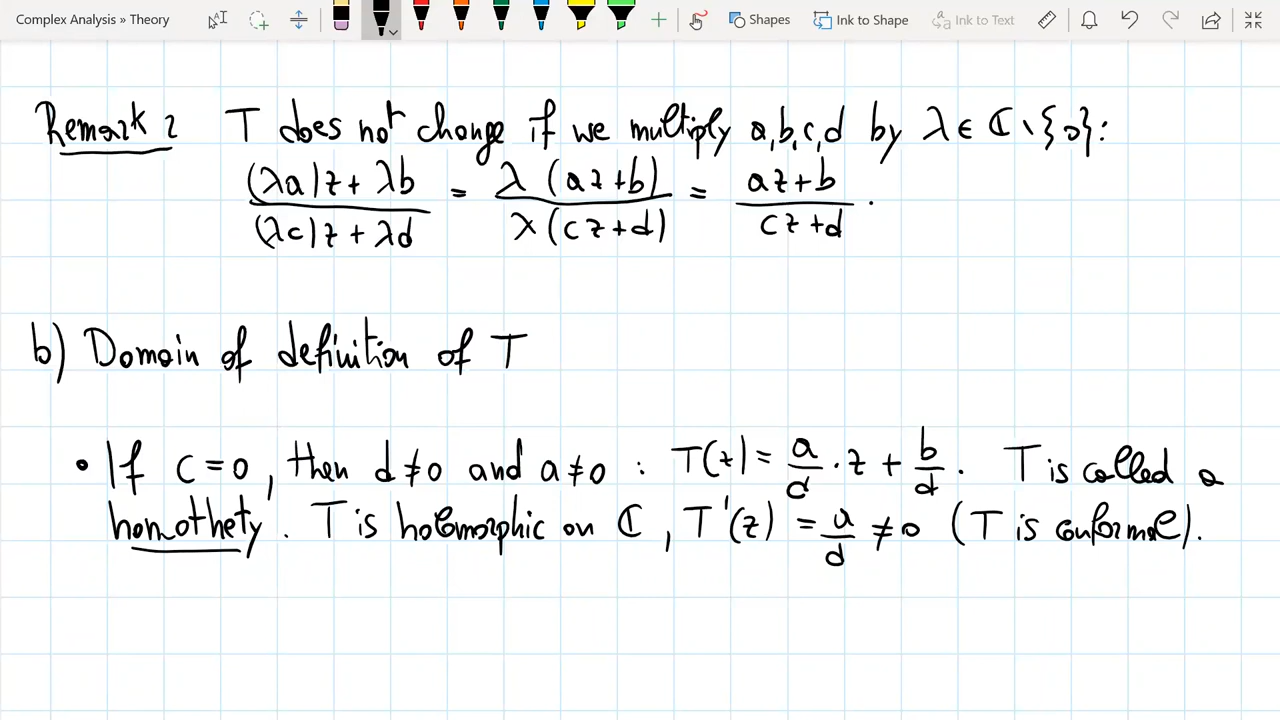 Complex Analysis » Theory
Shapes
Ink to Shape
Ink to Text
Remark 2 T does not change if we multiply a,b,c,d by λ ∈ ℂ \ {0}:
((λa)z + λb)/((λc)z + λd) = (λ(az+b))/(λ(cz+d)) = (az+b)/(cz+d).
b) Domain of definition of T
• If c=0, then d≠0 and a≠0 : T(z) = a/d · z + b/d. T is called a
homothety. T is holomorphic on ℂ, T'(z) = a/d ≠ 0 (T is conformal).